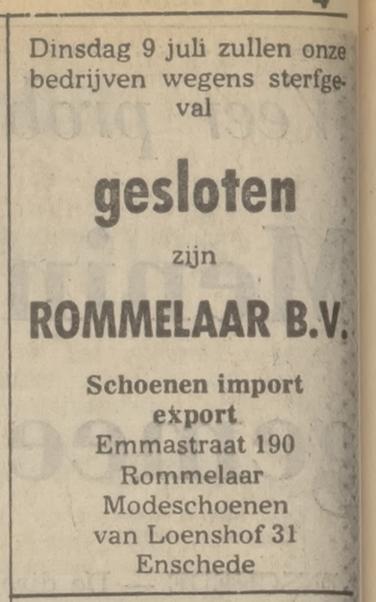 Dinsdag 9 juli zullen onze
bedrijven wegens sterfge-
val
gesloten
zijn
ROMMELAAR B.V.
Schoenen import
export
Emmastraat 190
Rommelaar
Modeschoenen
van Loenshof 31
Enschede